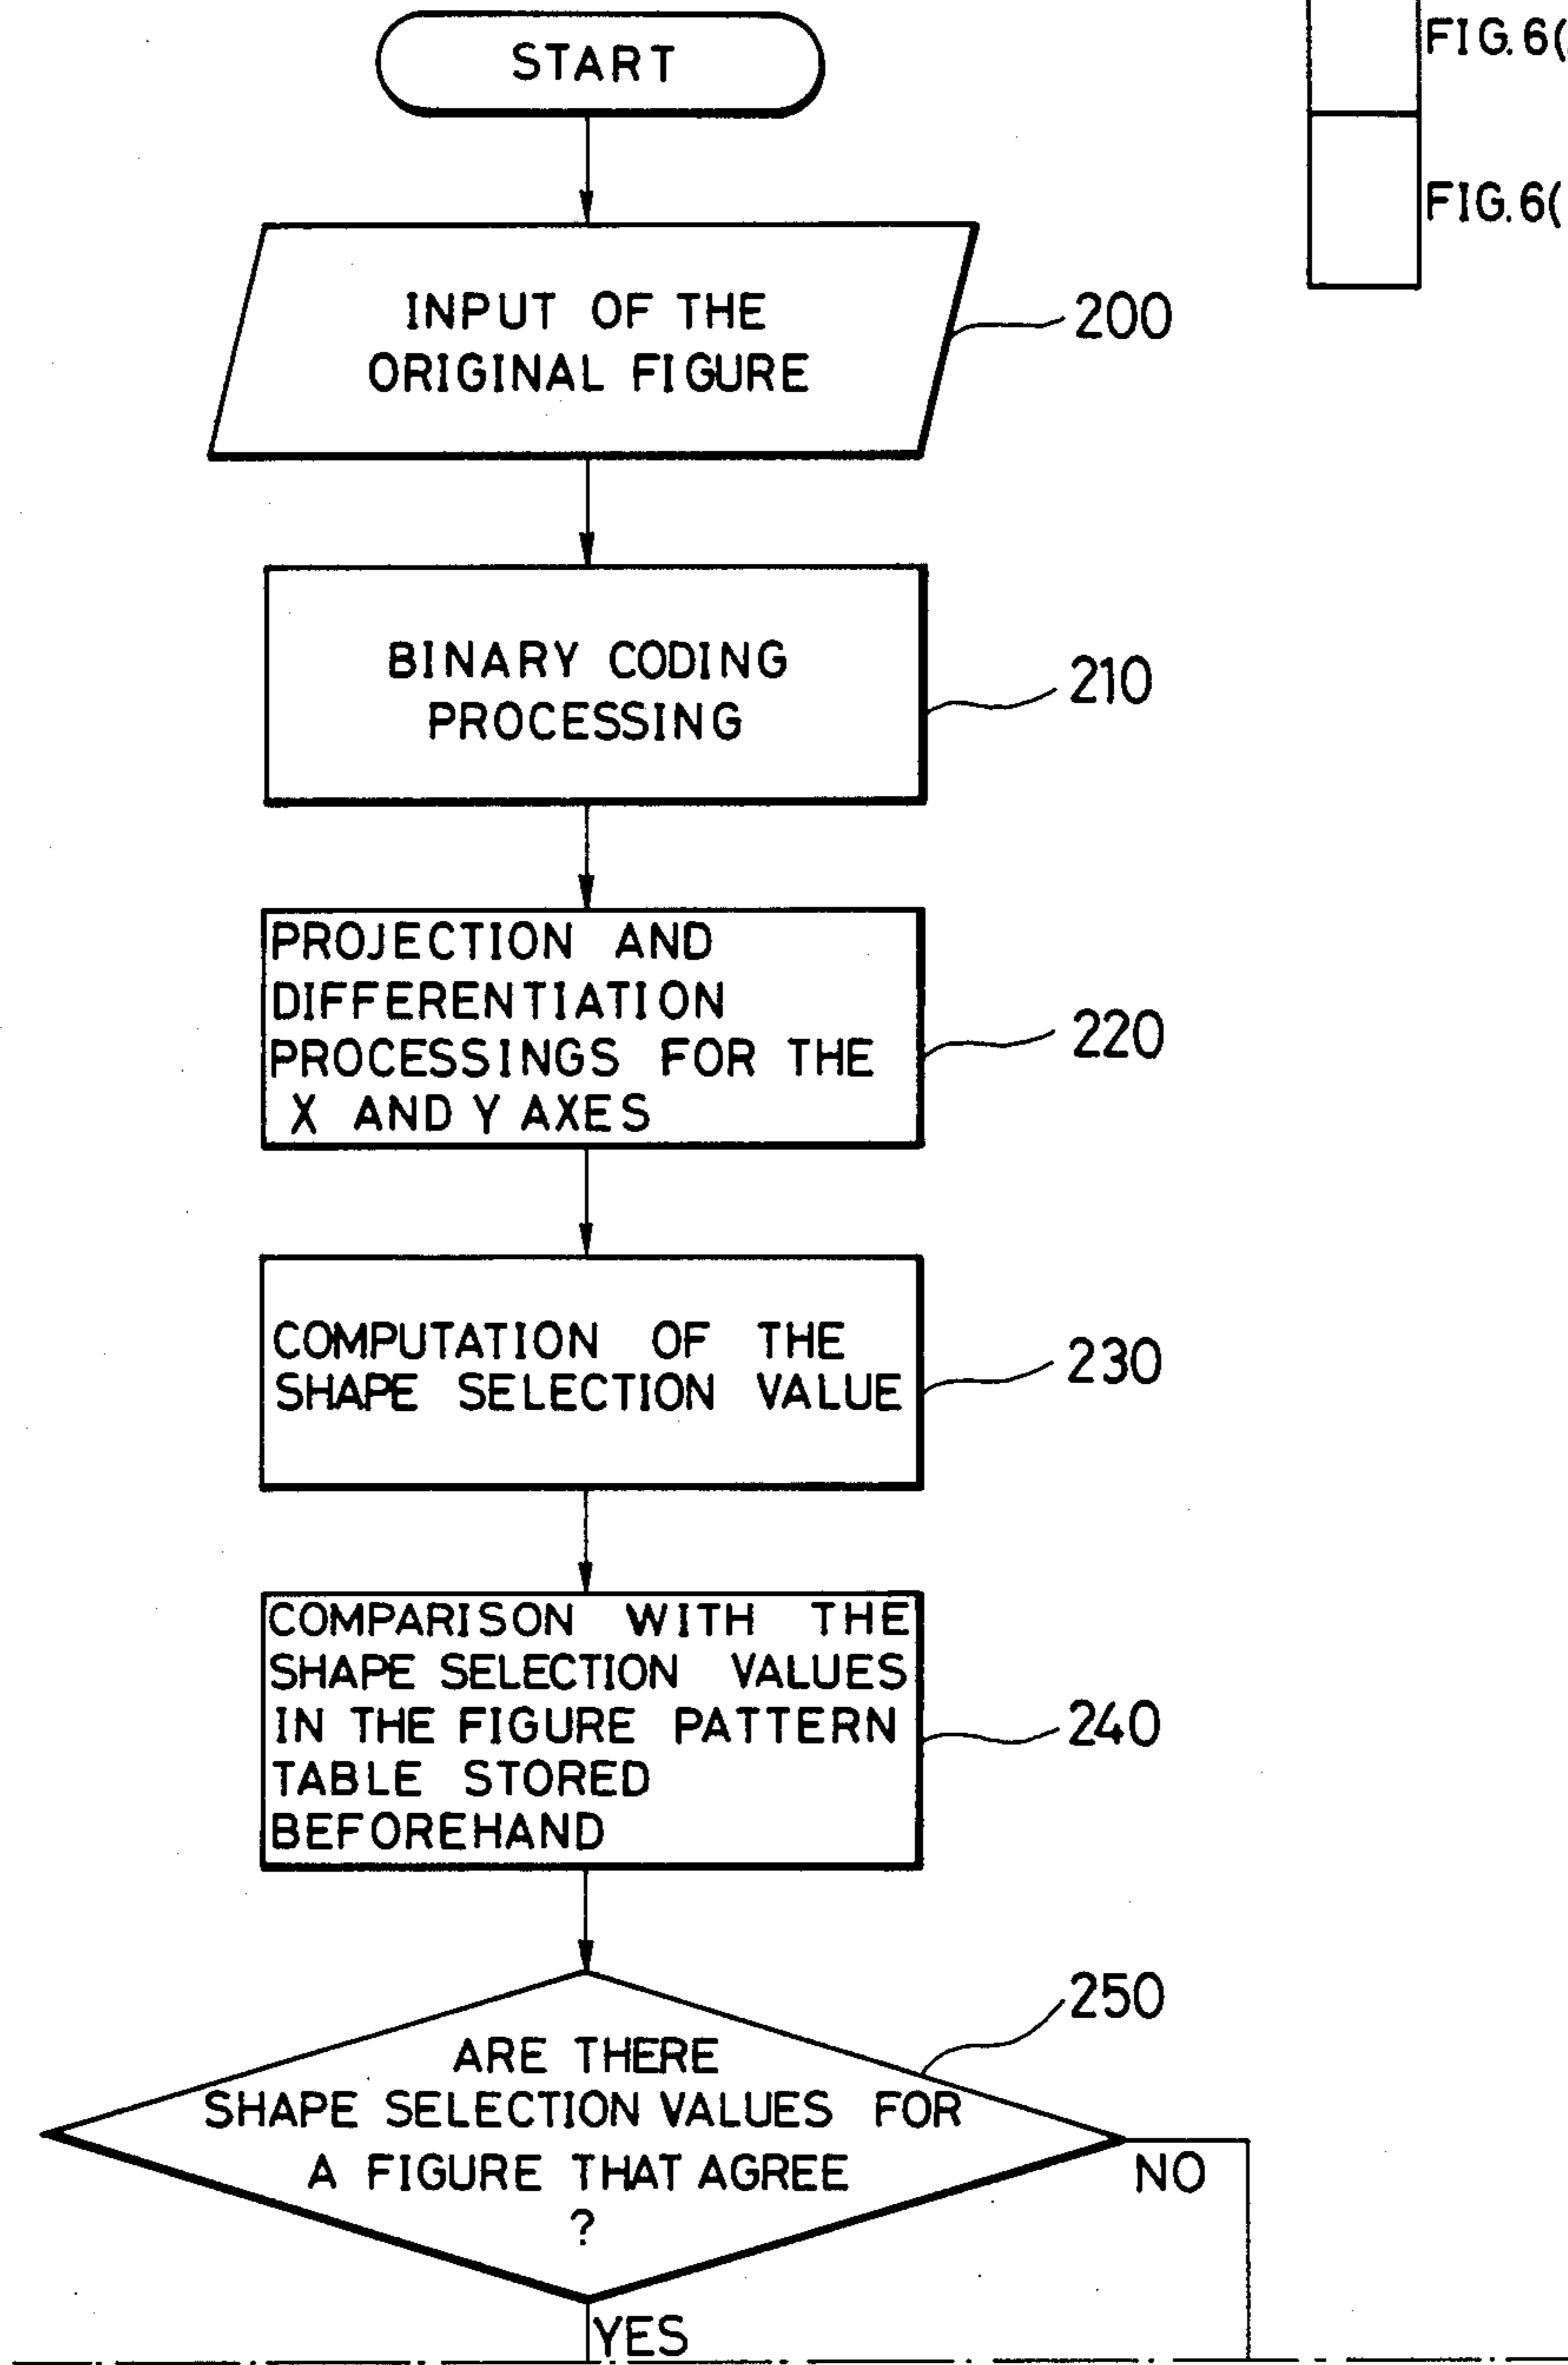 START
FIG.6(
FIG.6(
INPUT OF THE
ORIGINAL FIGURE
200
BINARY CODING
PROCESSING
210
PROJECTION AND
DIFFERENTIATION
PROCESSINGS FOR THE
X AND Y AXES
220
COMPUTATION OF THE
SHAPE SELECTION VALUE
230
COMPARISON WITH THE
SHAPE SELECTION VALUES
IN THE FIGURE PATTERN
TABLE STORED
BEFOREHAND
240
250
ARE THERE
SHAPE SELECTION VALUES FOR
A FIGURE THAT AGREE
?
NO
YES